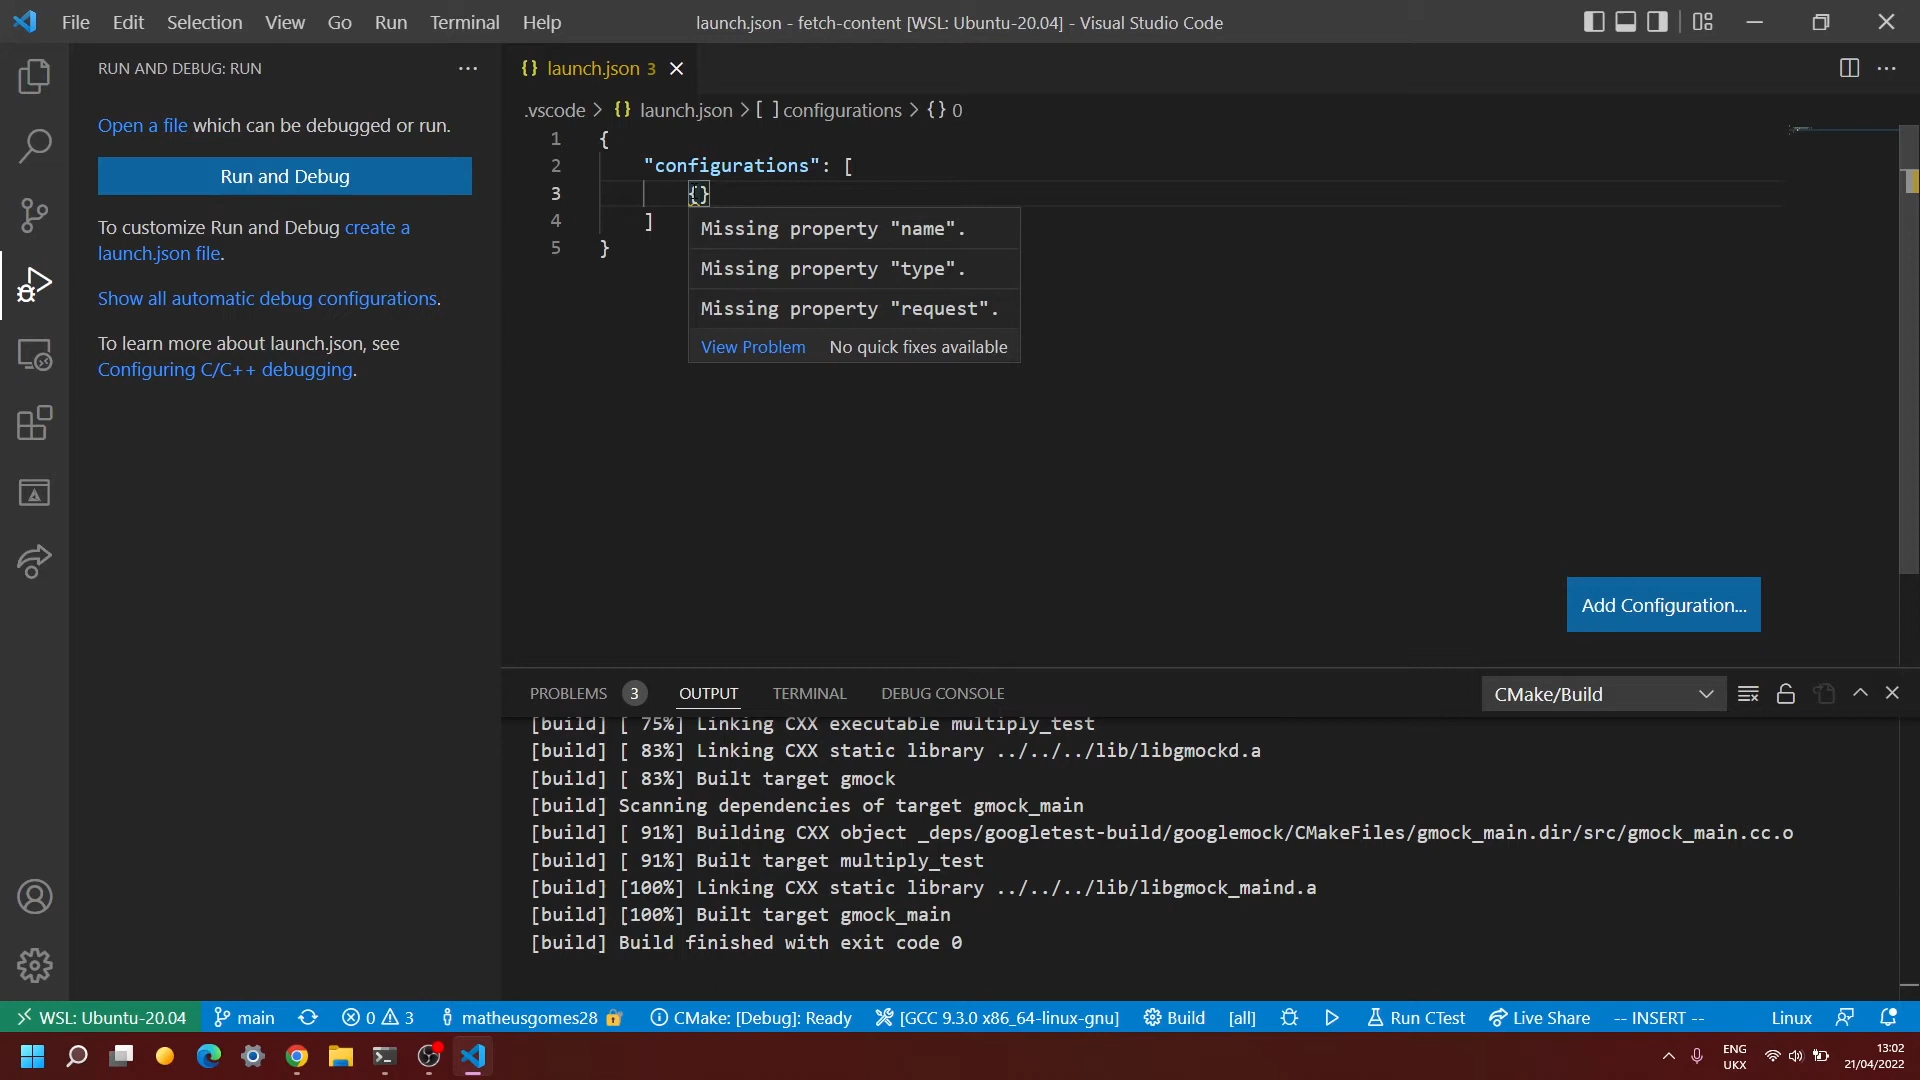 File Edit Selection View Go Run Terminal Help
launch.json - fetch-content [WSL: Ubuntu-20.04] - Visual Studio Code
RUN AND DEBUG: RUN
Open a file which can be debugged or run.
Run and Debug
To customize Run and Debug create a
launch.json file.
Show all automatic debug configurations.
To learn more about launch.json, see
Configuring C/C++ debugging.
{} launch.json 3
.vscode > {} launch.json > [ ] configurations > {} 0
1 {
2 "configurations": [
3 {}
4 ]
5 }
Missing property "name".
Missing property "type".
Missing property "request".
View Problem No quick fixes available
Add Configuration...
PROBLEMS 3 OUTPUT TERMINAL DEBUG CONSOLE
CMake/Build
[build] [ 75%] Linking CXX executable multiply_test
[build] [ 83%] Linking CXX static library ../../../lib/libgmockd.a
[build] [ 83%] Built target gmock
[build] Scanning dependencies of target gmock_main
[build] [ 91%] Building CXX object _deps/googletest-build/googlemock/CMakeFiles/gmock_main.dir/src/gmock_main.cc.o
[build] [ 91%] Built target multiply_test
[build] [100%] Linking CXX static library ../../../lib/libgmock_maind.a
[build] [100%] Built target gmock_main
[build] Build finished with exit code 0
WSL: Ubuntu-20.04 main 0 3 matheusgomes28 CMake: [Debug]: Ready [GCC 9.3.0 x86_64-linux-gnu] Build [all] Run CTest Live Share -- INSERT -- Linux
ENG
UKX
13:02
21/04/2022